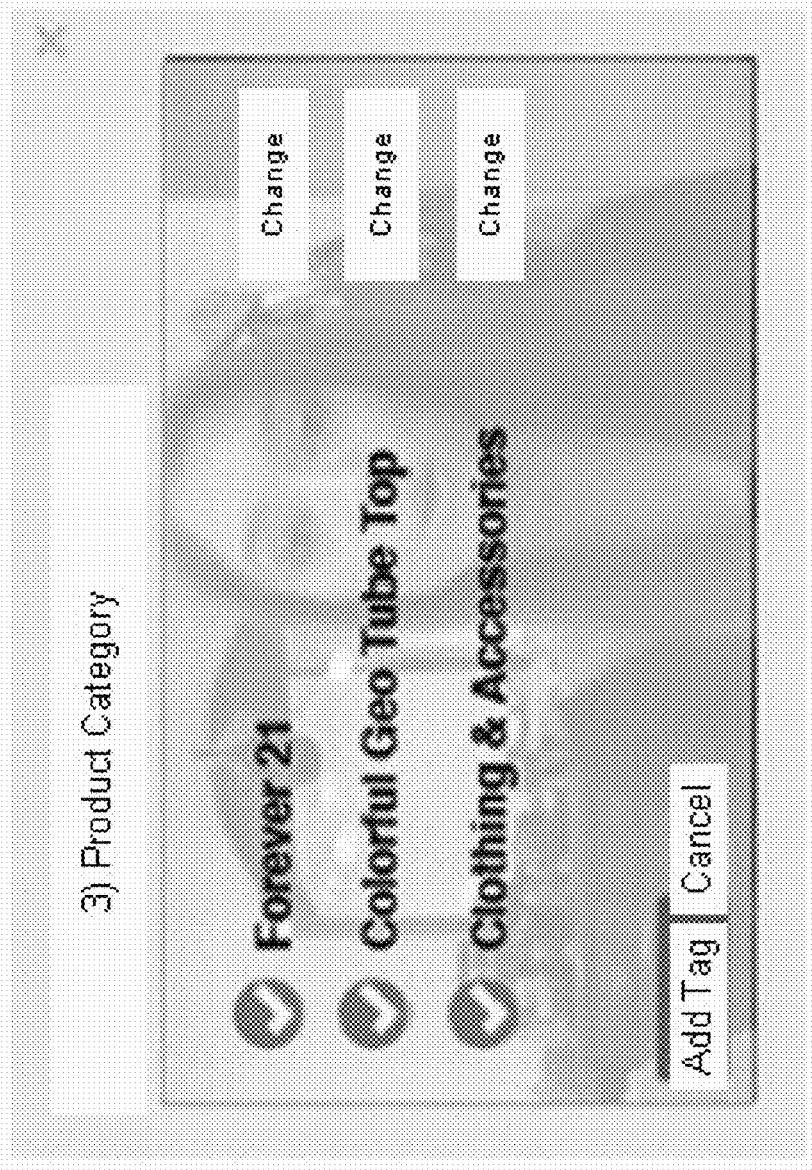 X
3) Product Category
Forever 21 Change
Colorful Geo Tube Top Change
Clothing & Accessories Change
Add Tag Cancel